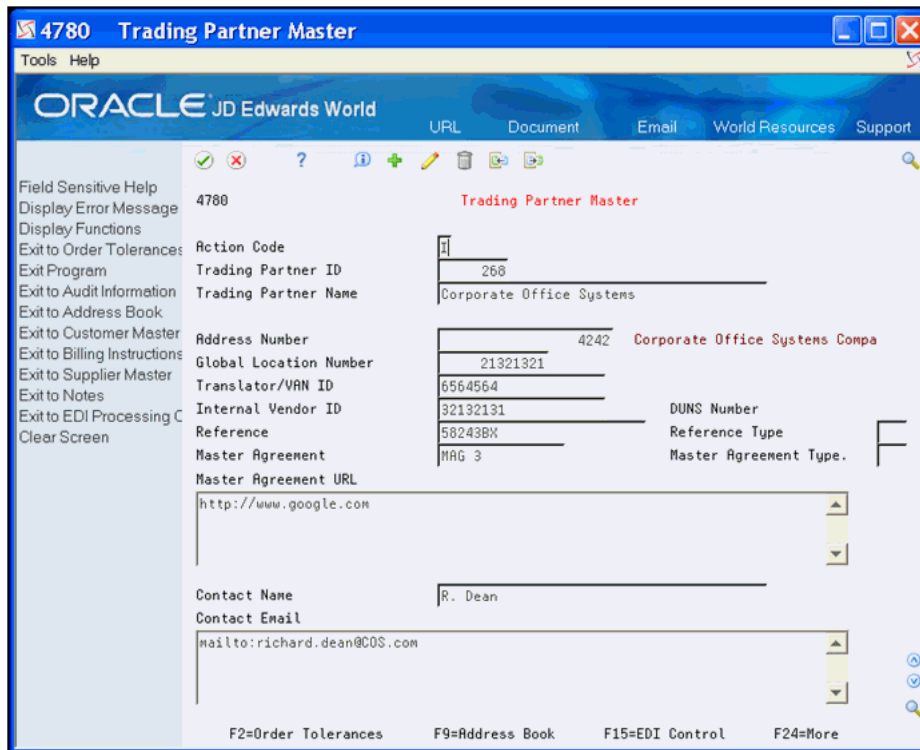 4780 Trading Partner Master
Tools Help
ORACLE JD Edwards World
URL Document Email World Resources Support
Field Sensitive Help
Display Error Message
Display Functions
Exit to Order Tolerances
Exit Program
Exit to Audit Information
Exit to Address Book
Exit to Customer Master
Exit to Billing Instructions
Exit to Supplier Master
Exit to Notes
Exit to EDI Processing C
Clear Screen
4780 Trading Partner Master
Action Code I
Trading Partner ID 268
Trading Partner Name Corporate Office Systems
Address Number 4242 Corporate Office Systems Compa
Global Location Number 21321321
Translator/VAN ID 6564564
Internal Vendor ID 32132131 DUNS Number
Reference 58243BX Reference Type
Master Agreement MAG 3 Master Agreement Type.
Master Agreement URL
http://www.google.com
Contact Name R. Dean
Contact Email
mailto:richard.dean@COS.com
F2=Order Tolerances F9=Address Book F15=EDI Control F24=More